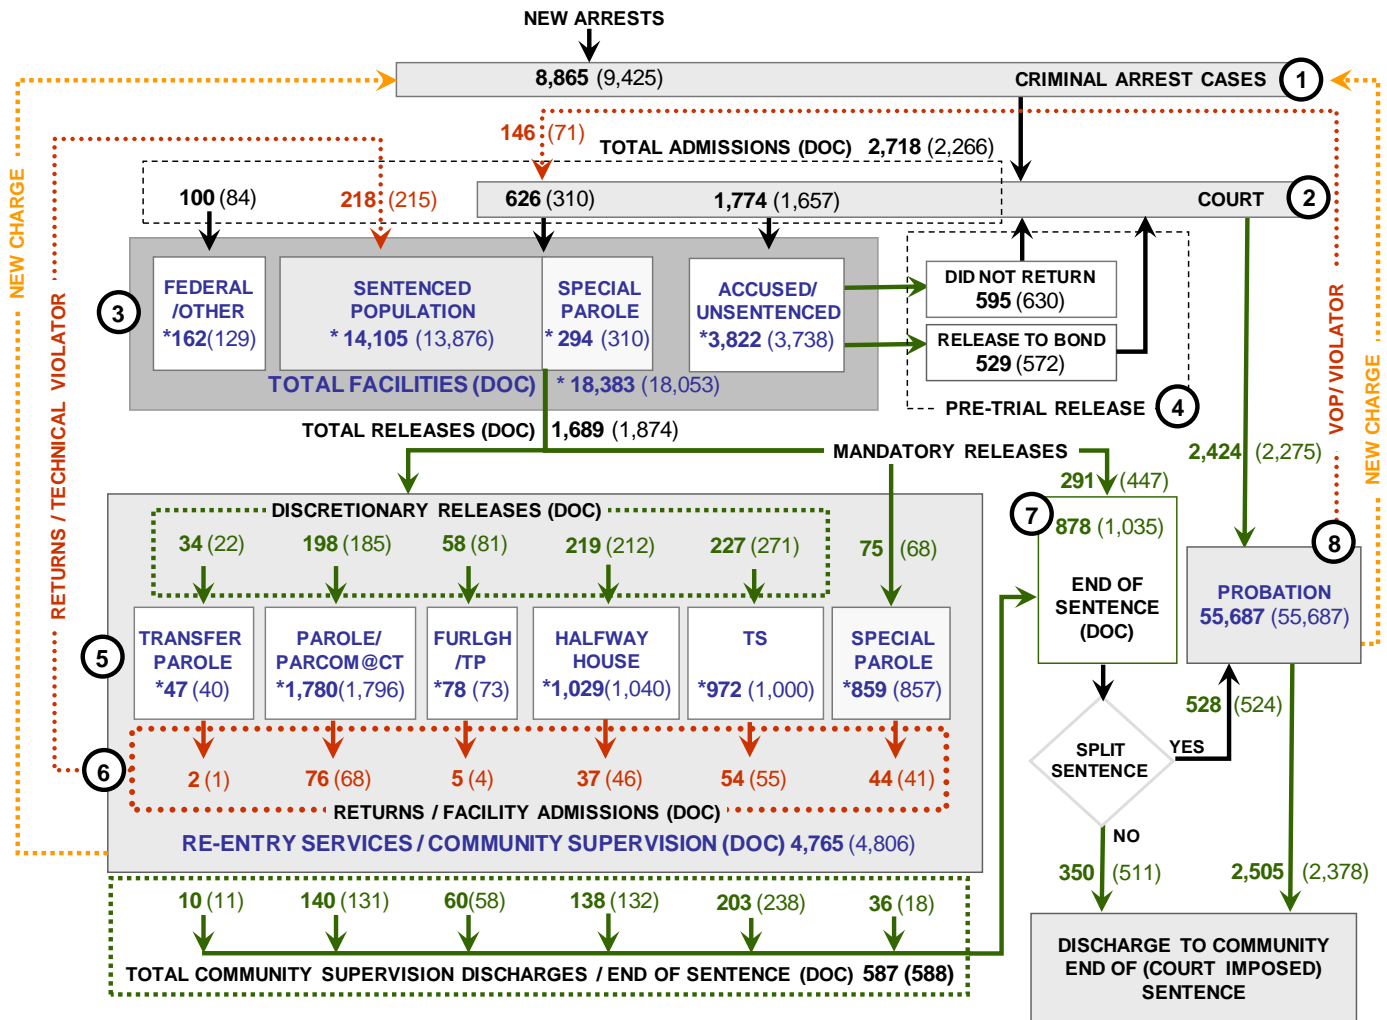 NEW ARRESTS
8,865 (9,425)
CRIMINAL ARREST CASES
1
146 (71)
TOTAL ADMISSIONS (DOC) 2,718 (2,266)
100 (84)
218 (215)
626 (310)
1,774 (1,657)
COURT
2
NEW CHARGE
RETURNS / TECHNICAL VIOLATOR
VOP/ VIOLATOR
NEW CHARGE
3
FEDERAL
/OTHER
*162(129)
SENTENCED
POPULATION
* 14,105 (13,876)
SPECIAL
PAROLE
* 294 (310)
ACCUSED/
UNSENTENCED
*3,822 (3,738)
TOTAL FACILITIES (DOC) * 18,383 (18,053)
DID NOT RETURN
595 (630)
RELEASE TO BOND
529 (572)
PRE-TRIAL RELEASE
4
TOTAL RELEASES (DOC) 1,689 (1,874)
MANDATORY RELEASES
2,424 (2,275)
291 (447)
7
878 (1,035)
END OF
SENTENCE
(DOC)
8
PROBATION
55,687 (55,687)
DISCRETIONARY RELEASES (DOC)
34 (22)
198 (185)
58 (81)
219 (212)
227 (271)
75 (68)
5
TRANSFER
PAROLE
*47 (40)
PAROLE/
PARCOM@CT
*1,780(1,796)
FURLGH
/TP
*78 (73)
HALFWAY
HOUSE
*1,029(1,040)
TS
*972 (1,000)
SPECIAL
PAROLE
*859 (857)
528 (524)
6
2 (1)
76 (68)
5 (4)
37 (46)
54 (55)
44 (41)
RETURNS / FACILITY ADMISSIONS (DOC)
RE-ENTRY SERVICES / COMMUNITY SUPERVISION (DOC) 4,765 (4,806)
SPLIT
SENTENCE
YES
NO
350 (511)
2,505 (2,378)
10 (11)
140 (131)
60(58)
138 (132)
203 (238)
36 (18)
TOTAL COMMUNITY SUPERVISION DISCHARGES / END OF SENTENCE (DOC) 587 (588)
DISCHARGE TO COMMUNITY
END OF (COURT IMPOSED)
SENTENCE